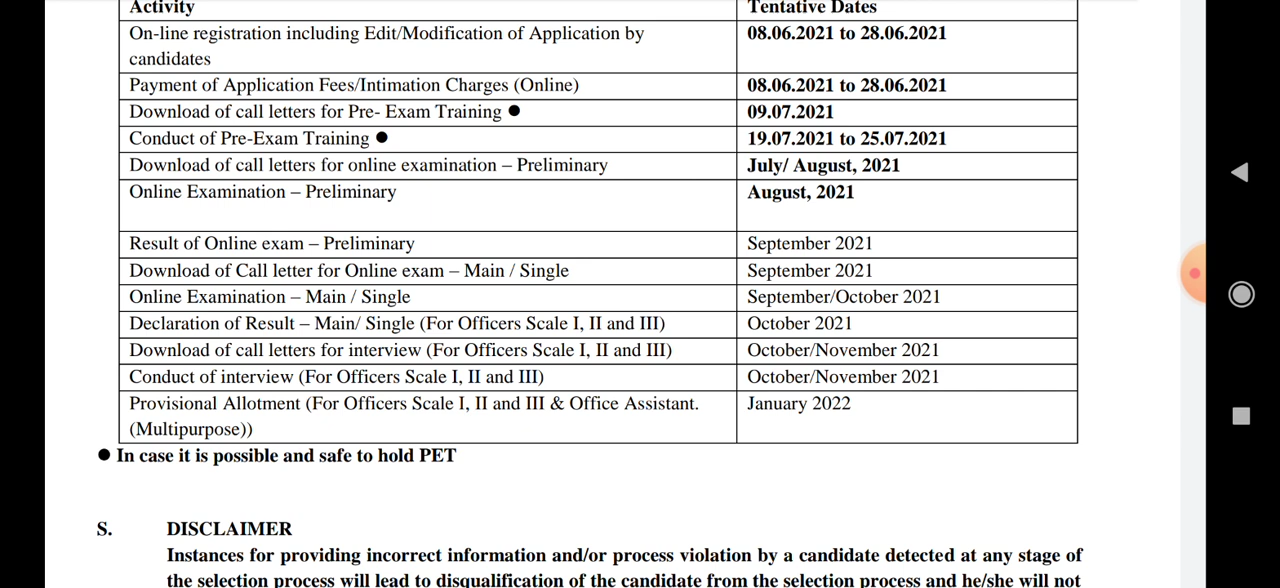 Activity Tentative Dates
On-line registration including Edit/Modification of Application by 08.06.2021 to 28.06.2021
candidates
Payment of Application Fees/Intimation Charges (Online) 08.06.2021 to 28.06.2021
Download of call letters for Pre- Exam Training ● 09.07.2021
Conduct of Pre-Exam Training ● 19.07.2021 to 25.07.2021
Download of call letters for online examination – Preliminary July/ August, 2021
Online Examination – Preliminary August, 2021
Result of Online exam – Preliminary September 2021
Download of Call letter for Online exam – Main / Single September 2021
Online Examination – Main / Single September/October 2021
Declaration of Result – Main/ Single (For Officers Scale I, II and III) October 2021
Download of call letters for interview (For Officers Scale I, II and III) October/November 2021
Conduct of interview (For Officers Scale I, II and III) October/November 2021
Provisional Allotment (For Officers Scale I, II and III & Office Assistant. January 2022
(Multipurpose))
● In case it is possible and safe to hold PET
S. DISCLAIMER
Instances for providing incorrect information and/or process violation by a candidate detected at any stage of
the selection process will lead to disqualification of the candidate from the selection process and he/she will not